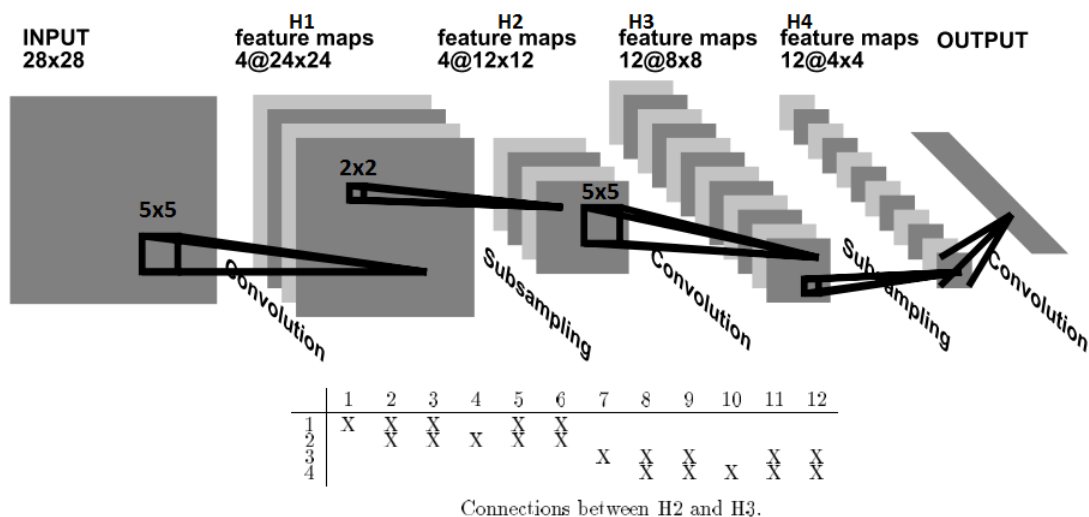 H1 H2 H3 H4
INPUT feature maps feature maps feature maps feature maps OUTPUT
28x28 4@24x24 4@12x12 12@8x8 12@4x4
2x2
5x5
5x5
Convolution
Subsampling
Convolution
Subsampling
Convolution
1 2 3 4 5 6 7 8 9 10 11 12
1 X X X X X
2 X X X X X
3 X X X X X
4 X X X X X
Connections between H2 and H3.